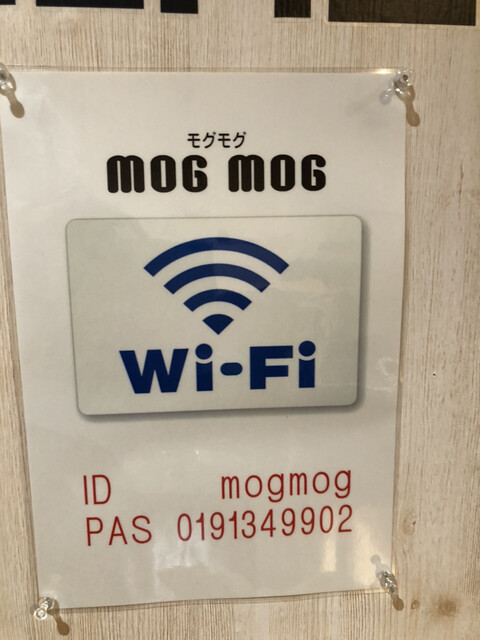 モグモグ
MOG MOG
Wi-Fi
ID mogmog
PAS 0191349902